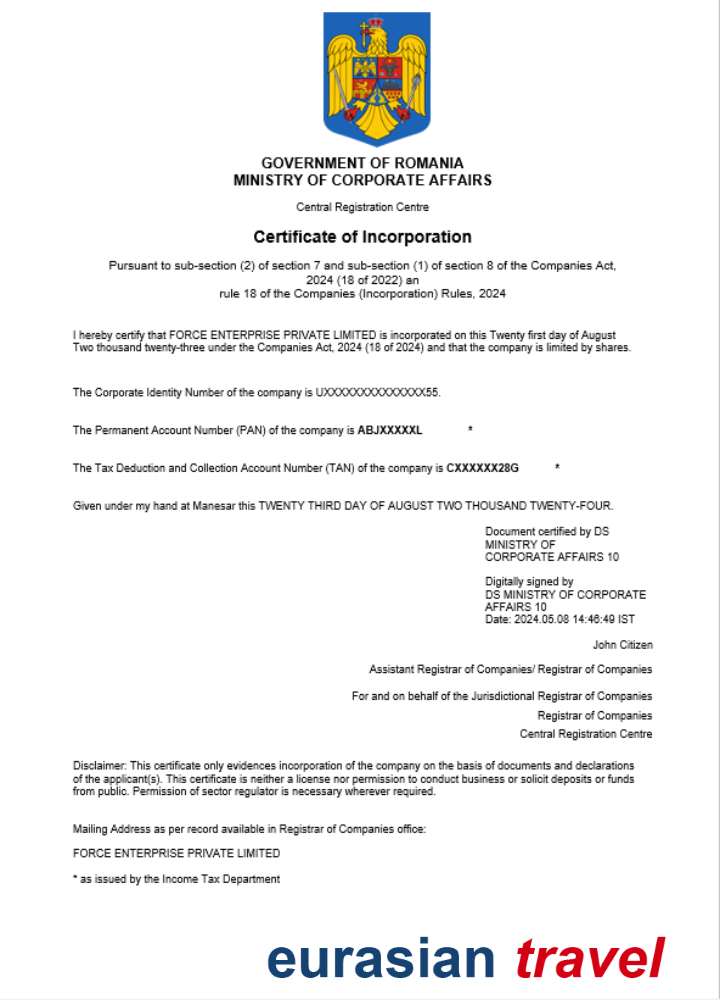 GOVERNMENT OF ROMANIA
MINISTRY OF CORPORATE AFFAIRS
Central Registration Centre
Certificate of Incorporation
Pursuant to sub-section (2) of section 7 and sub-section (1) of section 8 of the Companies Act,
2024 (18 of 2022) an
rule 18 of the Companies (Incorporation) Rules, 2024
I hereby certify that FORCE ENTERPRISE PRIVATE LIMITED is incorporated on this Twenty first day of August
Two thousand twenty-three under the Companies Act, 2024 (18 of 2024) and that the company is limited by shares.
The Corporate Identity Number of the company is UXXXXXXXXXXXXXX55.
The Permanent Account Number (PAN) of the company is ABJXXXXXL *
The Tax Deduction and Collection Account Number (TAN) of the company is CXXXXXX28G *
Given under my hand at Manesar this TWENTY THIRD DAY OF AUGUST TWO THOUSAND TWENTY-FOUR.
Document certified by DS
MINISTRY OF
CORPORATE AFFAIRS 10
Digitally signed by
DS MINISTRY OF CORPORATE
AFFAIRS 10
Date: 2024.05.08 14:46:49 IST
John Citizen
Assistant Registrar of Companies/ Registrar of Companies
For and on behalf of the Jurisdictional Registrar of Companies
Registrar of Companies
Central Registration Centre
Disclaimer: This certificate only evidences incorporation of the company on the basis of documents and declarations
of the applicant(s). This certificate is neither a license nor permission to conduct business or solicit deposits or funds
from public. Permission of sector regulator is necessary wherever required.
Mailing Address as per record available in Registrar of Companies office:
FORCE ENTERPRISE PRIVATE LIMITED
* as issued by the Income Tax Department
eurasian travel